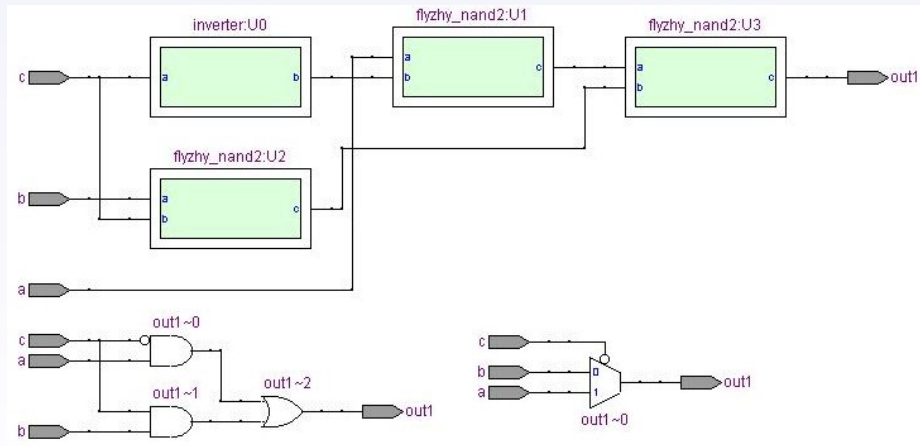 inverter:U0
flyzhy_nand2:U1
flyzhy_nand2:U3
c
a
b
a
b
c
a
b
c
out1
flyzhy_nand2:U2
b
a
b
c
a
out1~0
c
a
out1~1
out1~2
out1
b
c
b
0
a
1
out1
out1~0